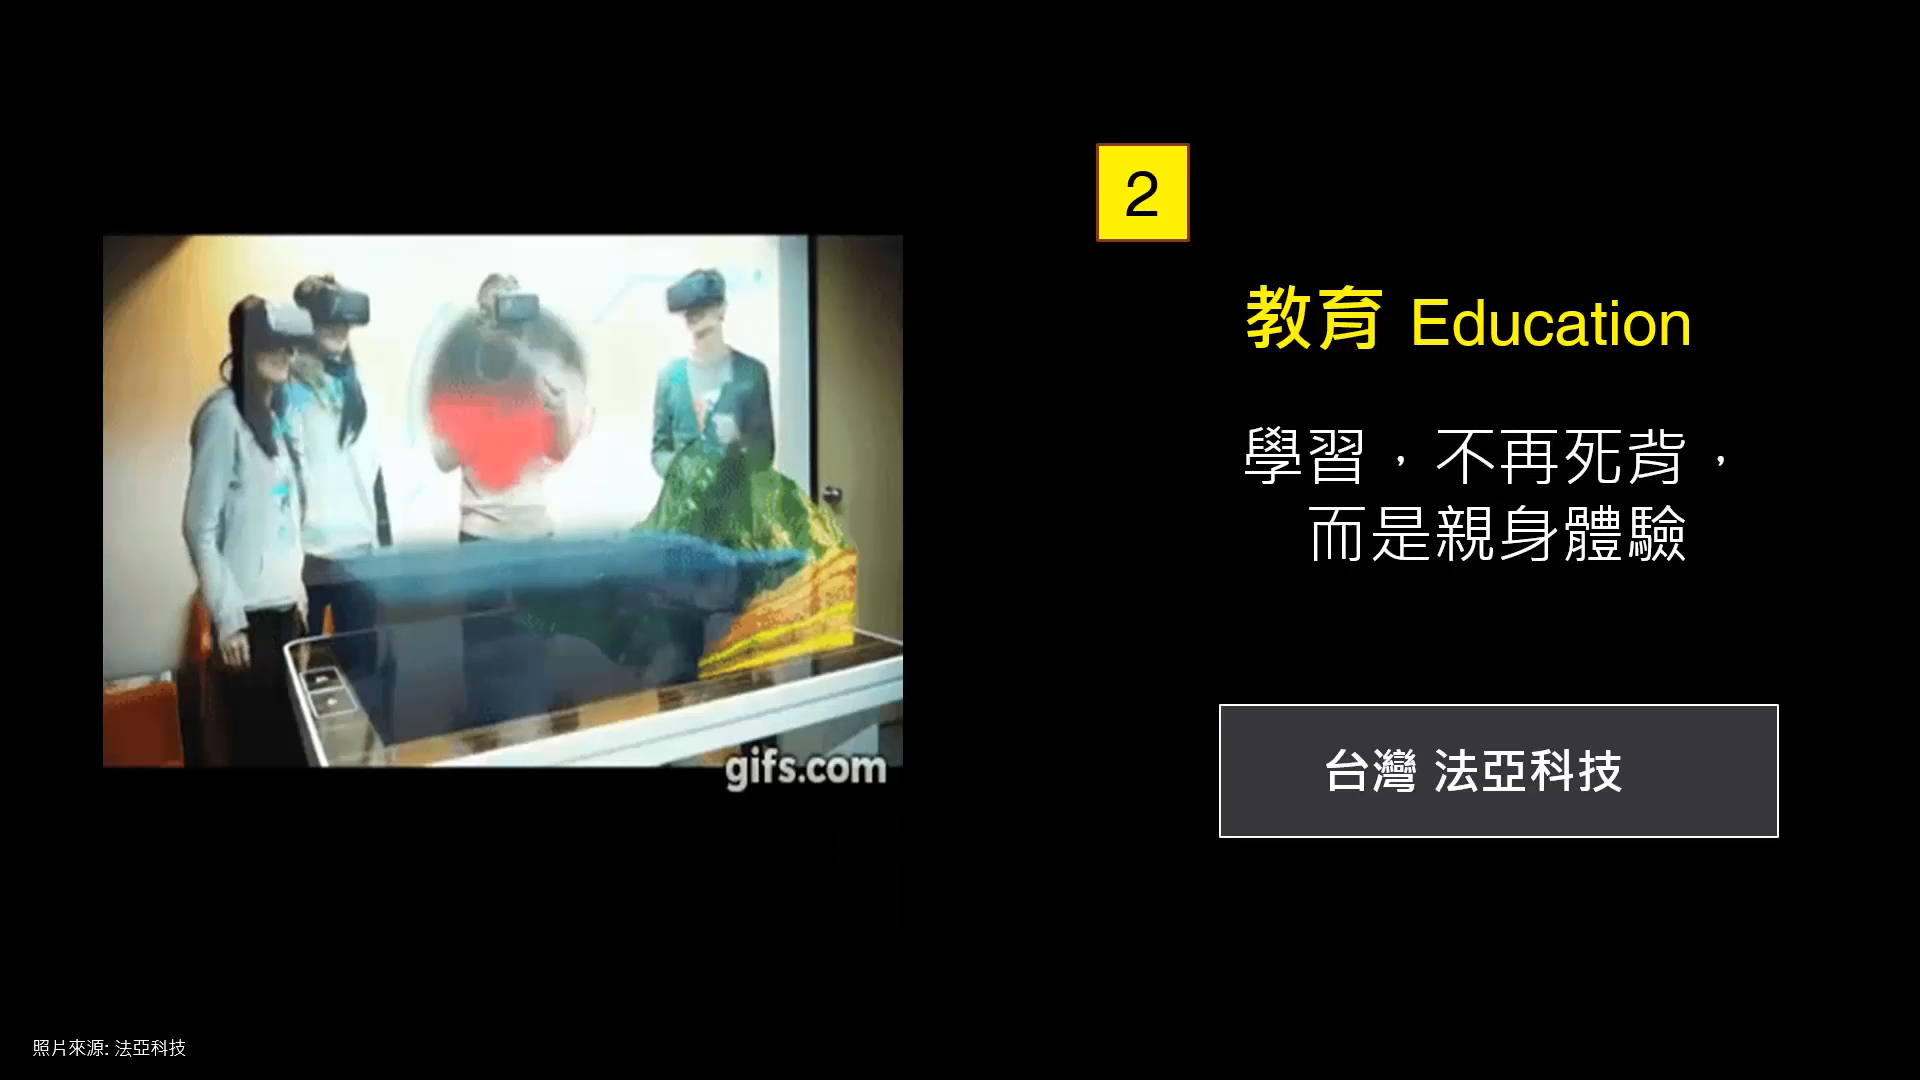 2
教育 Education
學習，不再死背，
而是親身體驗
台灣 法亞科技
gifs.com
照片來源: 法亞科技